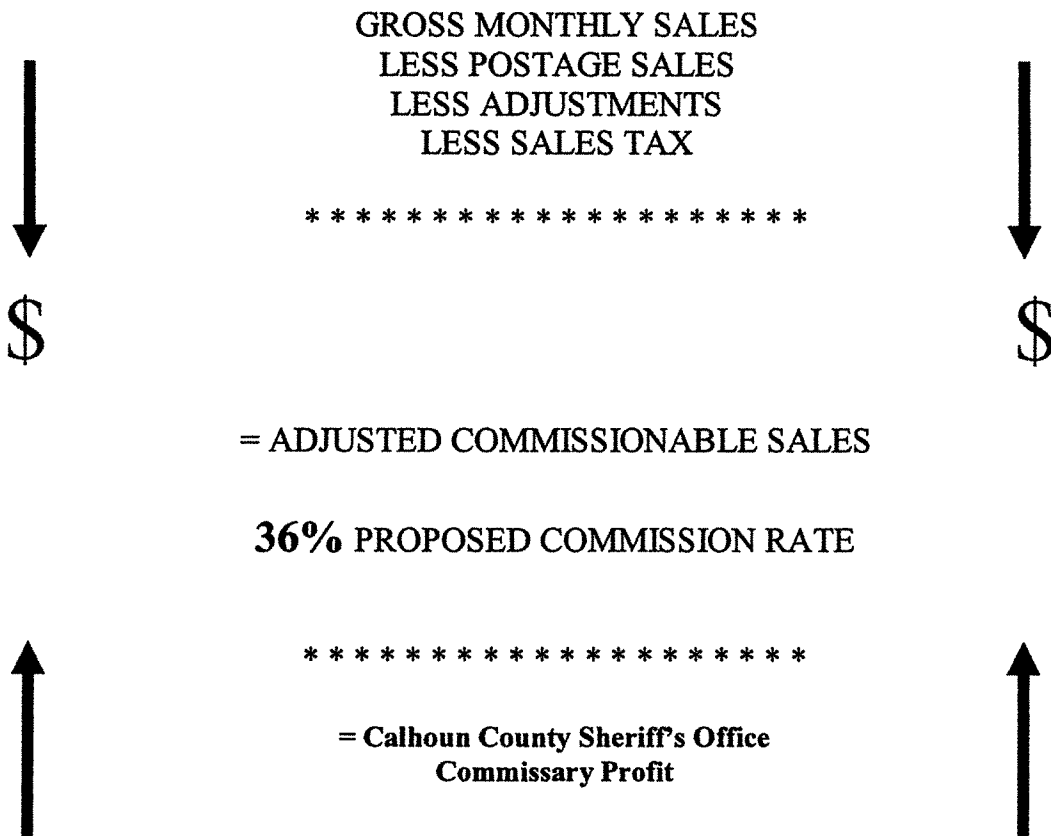 GROSS MONTHLY SALES
LESS POSTAGE SALES
LESS ADJUSTMENTS
LESS SALES TAX
* * * * * * * * * * * * * * * * * * * *
$ $
= ADJUSTED COMMISSIONABLE SALES
36% PROPOSED COMMISSION RATE
* * * * * * * * * * * * * * * * * * * *
= Calhoun County Sheriff's Office
Commissary Profit